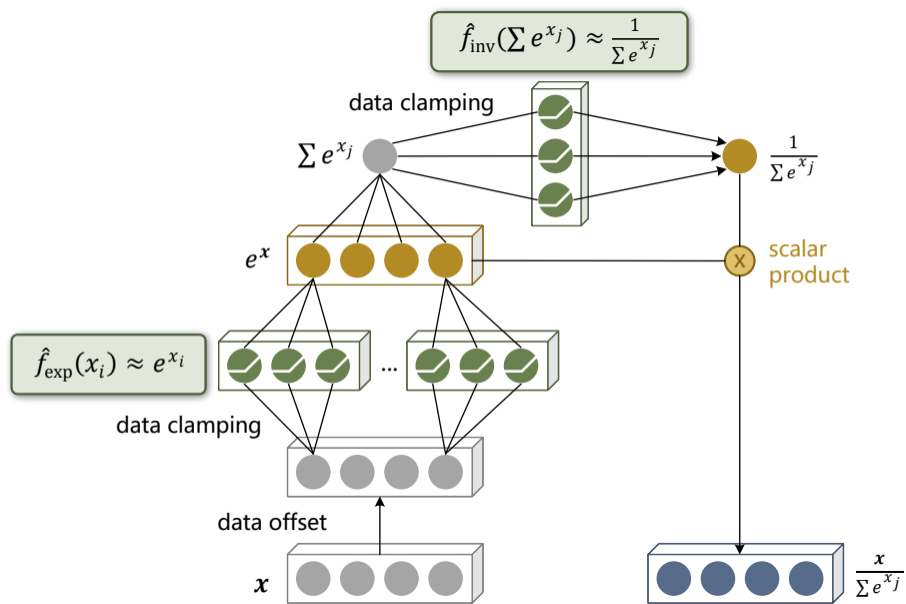 f̂_inv(∑ e^{x_j}) ≈ 1/∑ e^{x_j}
data clamping
∑ e^{x_j}
1/∑ e^{x_j}
e^x
X
scalar
product
f̂_exp(x_i) ≈ e^{x_i}
...
data clamping
data offset
x
x/∑ e^{x_j}